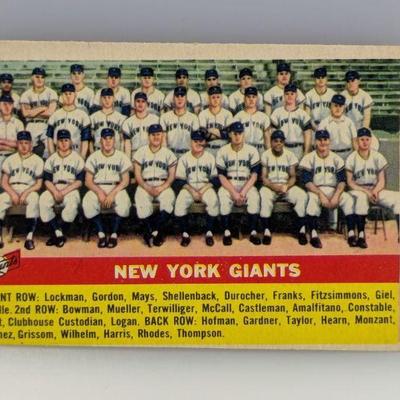 NEW YORK GIANTS
NT ROW: Lockman, Gordon, Mays, Shellenback, Durocher, Franks, Fitzsimmons, Giel,
lle. 2nd ROW: Bowman, Mueller, Terwilliger, McCall, Castleman, Amalfitano, Constable,
t, Clubhouse Custodian, Logan. BACK ROW: Hofman, Gardner, Taylor, Hearn, Monzant,
nez, Grissom, Wilhelm, Harris, Rhodes, Thompson.